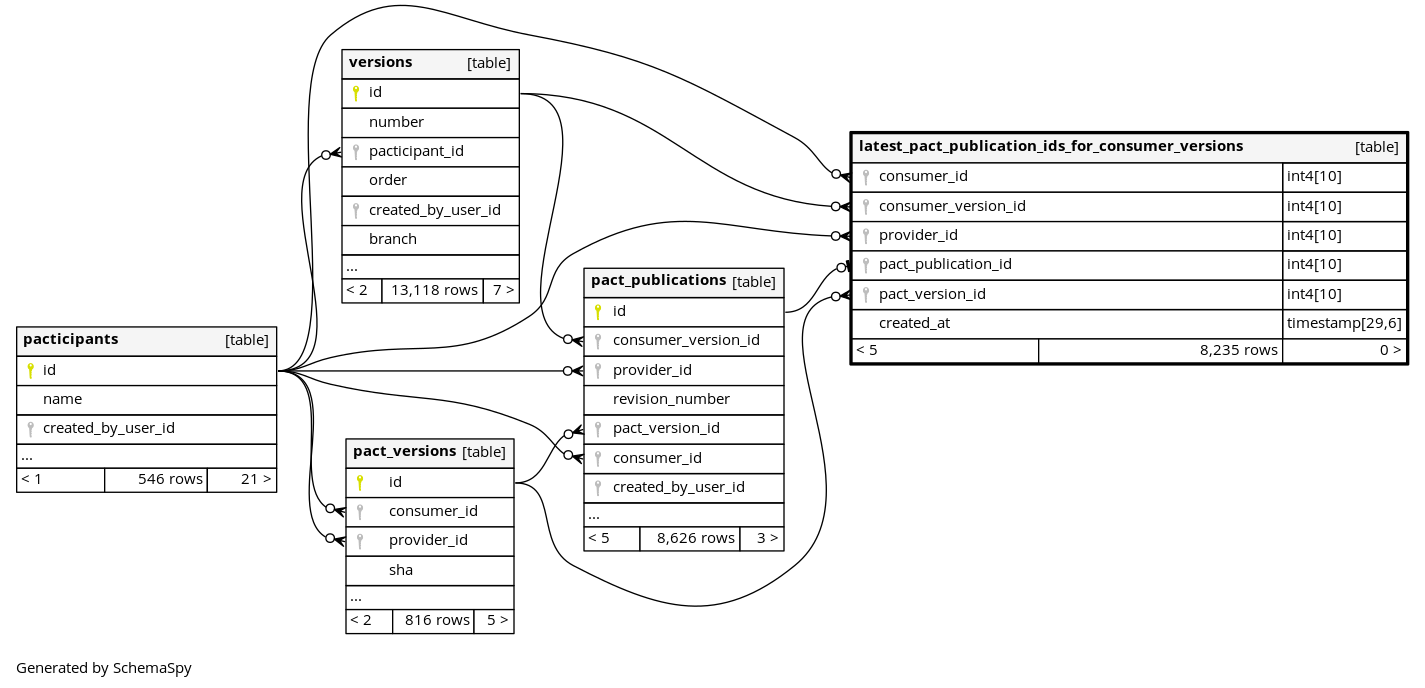 versions [table]
id
number
pacticipant_id
order
created_by_user_id
branch
...
< 2 13,118 rows 7 >
latest_pact_publication_ids_for_consumer_versions [table]
consumer_id int4[10]
consumer_version_id int4[10]
provider_id int4[10]
pact_publication_id int4[10]
pact_version_id int4[10]
created_at timestamp[29,6]
< 5 8,235 rows 0 >
pact_publications [table]
id
consumer_version_id
provider_id
revision_number
pact_version_id
consumer_id
created_by_user_id
...
< 5 8,626 rows 3 >
pacticipants [table]
id
name
created_by_user_id
...
< 1 546 rows 21 >
pact_versions [table]
id
consumer_id
provider_id
sha
...
< 2 816 rows 5 >
Generated by SchemaSpy